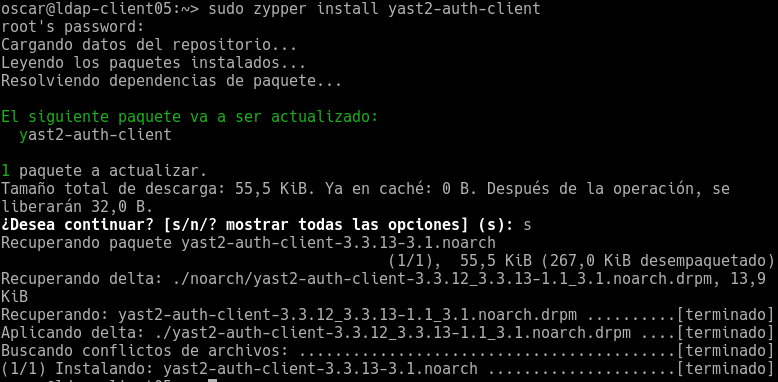 oscar@ldap-client05:~> sudo zypper install yast2-auth-client
root's password:
Cargando datos del repositorio...
Leyendo los paquetes instalados...
Resolviendo dependencias de paquete...
El siguiente paquete va a ser actualizado:
yast2-auth-client
1 paquete a actualizar.
Tamaño total de descarga: 55,5 KiB. Ya en caché: 0 B. Después de la operación, se
liberarán 32,0 B.
¿Desea continuar? [s/n/? mostrar todas las opciones] (s): s
Recuperando paquete yast2-auth-client-3.3.13-3.1.noarch
(1/1),  55,5 KiB (267,0 KiB desempaquetado)
Recuperando delta: ./noarch/yast2-auth-client-3.3.12_3.3.13-1.1_3.1.noarch.drpm, 13,9
KiB
Recuperando: yast2-auth-client-3.3.12_3.3.13-1.1_3.1.noarch.drpm ..........[terminado]
Aplicando delta: ./yast2-auth-client-3.3.12_3.3.13-1.1_3.1.noarch.drpm ....[terminado]
Buscando conflictos de archivos: .........................................[terminado]
(1/1) Instalando: yast2-auth-client-3.3.13-3.1.noarch .....................[terminado]